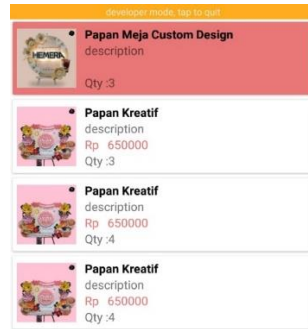 developer mode, tap to quit
Papan Meja Custom Design
description
HEMERA
Qty :3
Papan Kreatif
description
Rp 650000
Qty :3
Papan Kreatif
description
Rp 650000
Qty :4
Papan Kreatif
description
Rp 650000
Qty :4